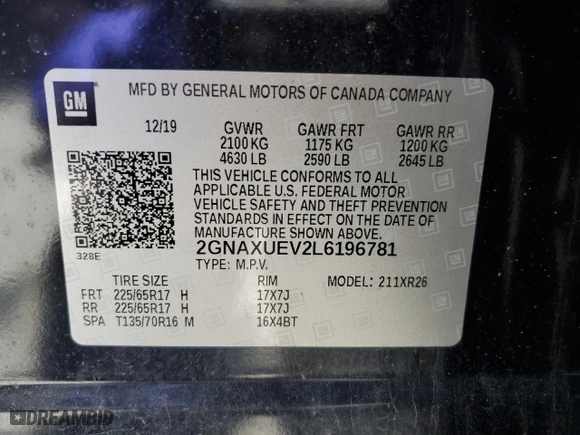 GM
MFD BY GENERAL MOTORS OF CANADA COMPANY
12/19 GVWR GAWR FRT GAWR RR
2100 KG 1175 KG 1200 KG
4630 LB 2590 LB 2645 LB
THIS VEHICLE CONFORMS TO ALL
APPLICABLE U.S. FEDERAL MOTOR
VEHICLE SAFETY AND THEFT PREVENTION
STANDARDS IN EFFECT ON THE DATE OF
MANUFACTURE SHOWN ABOVE.
328E
2GNAXUEV2L6196781
TYPE: M.P.V.
TIRE SIZE RIM MODEL: 211XR26
FRT 225/65R17 H 17X7J
RR 225/65R17 H 17X7J
SPA T135/70R16 M 16X4BT
DREAMBID